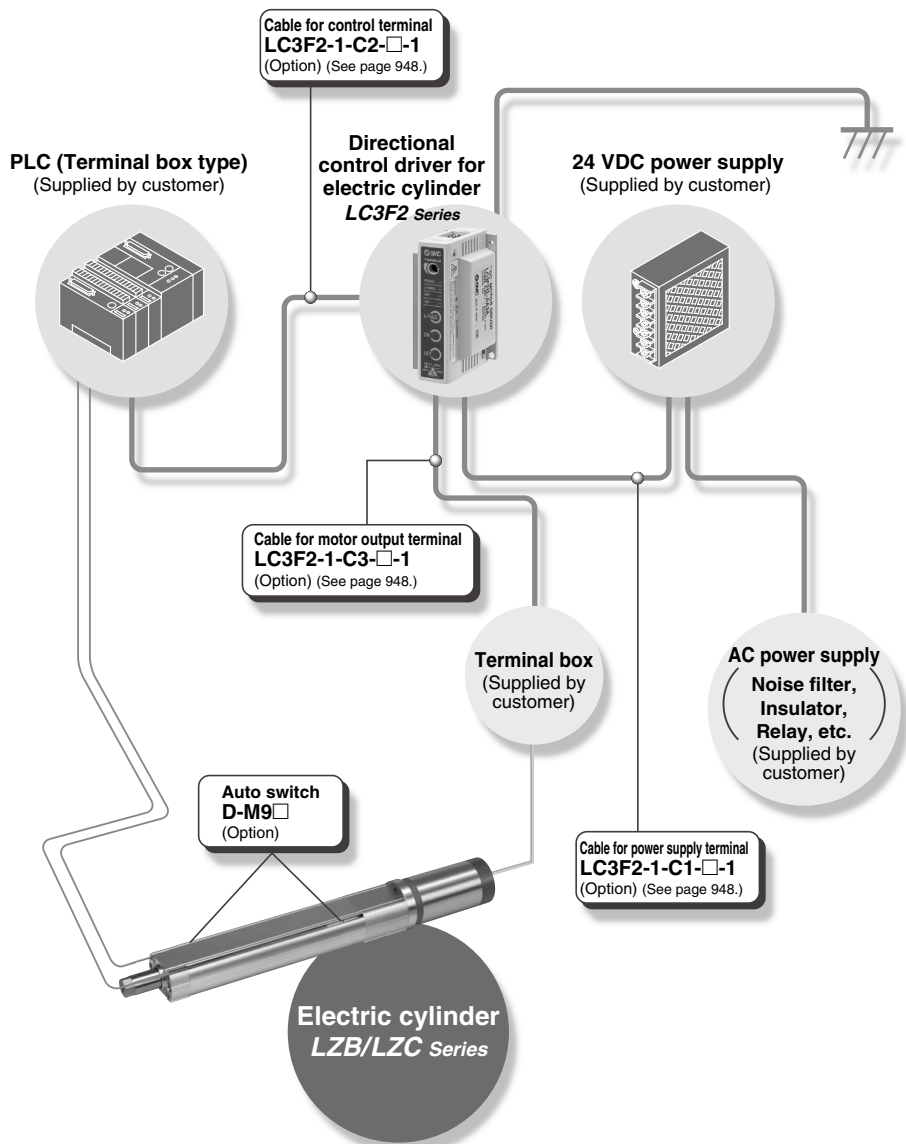 Cable for control terminal
LC3F2-1-C2-□-1
(Option) (See page 948.)
PLC (Terminal box type)
(Supplied by customer)
Directional
control driver for
electric cylinder
LC3F2 Series
24 VDC power supply
(Supplied by customer)
Cable for motor output terminal
LC3F2-1-C3-□-1
(Option) (See page 948.)
Terminal box
(Supplied by
customer)
AC power supply
Noise filter,
Insulator,
Relay, etc.
(Supplied by
customer)
Auto switch
D-M9□
(Option)
Cable for power supply terminal
LC3F2-1-C1-□-1
(Option) (See page 948.)
Electric cylinder
LZB/LZC Series